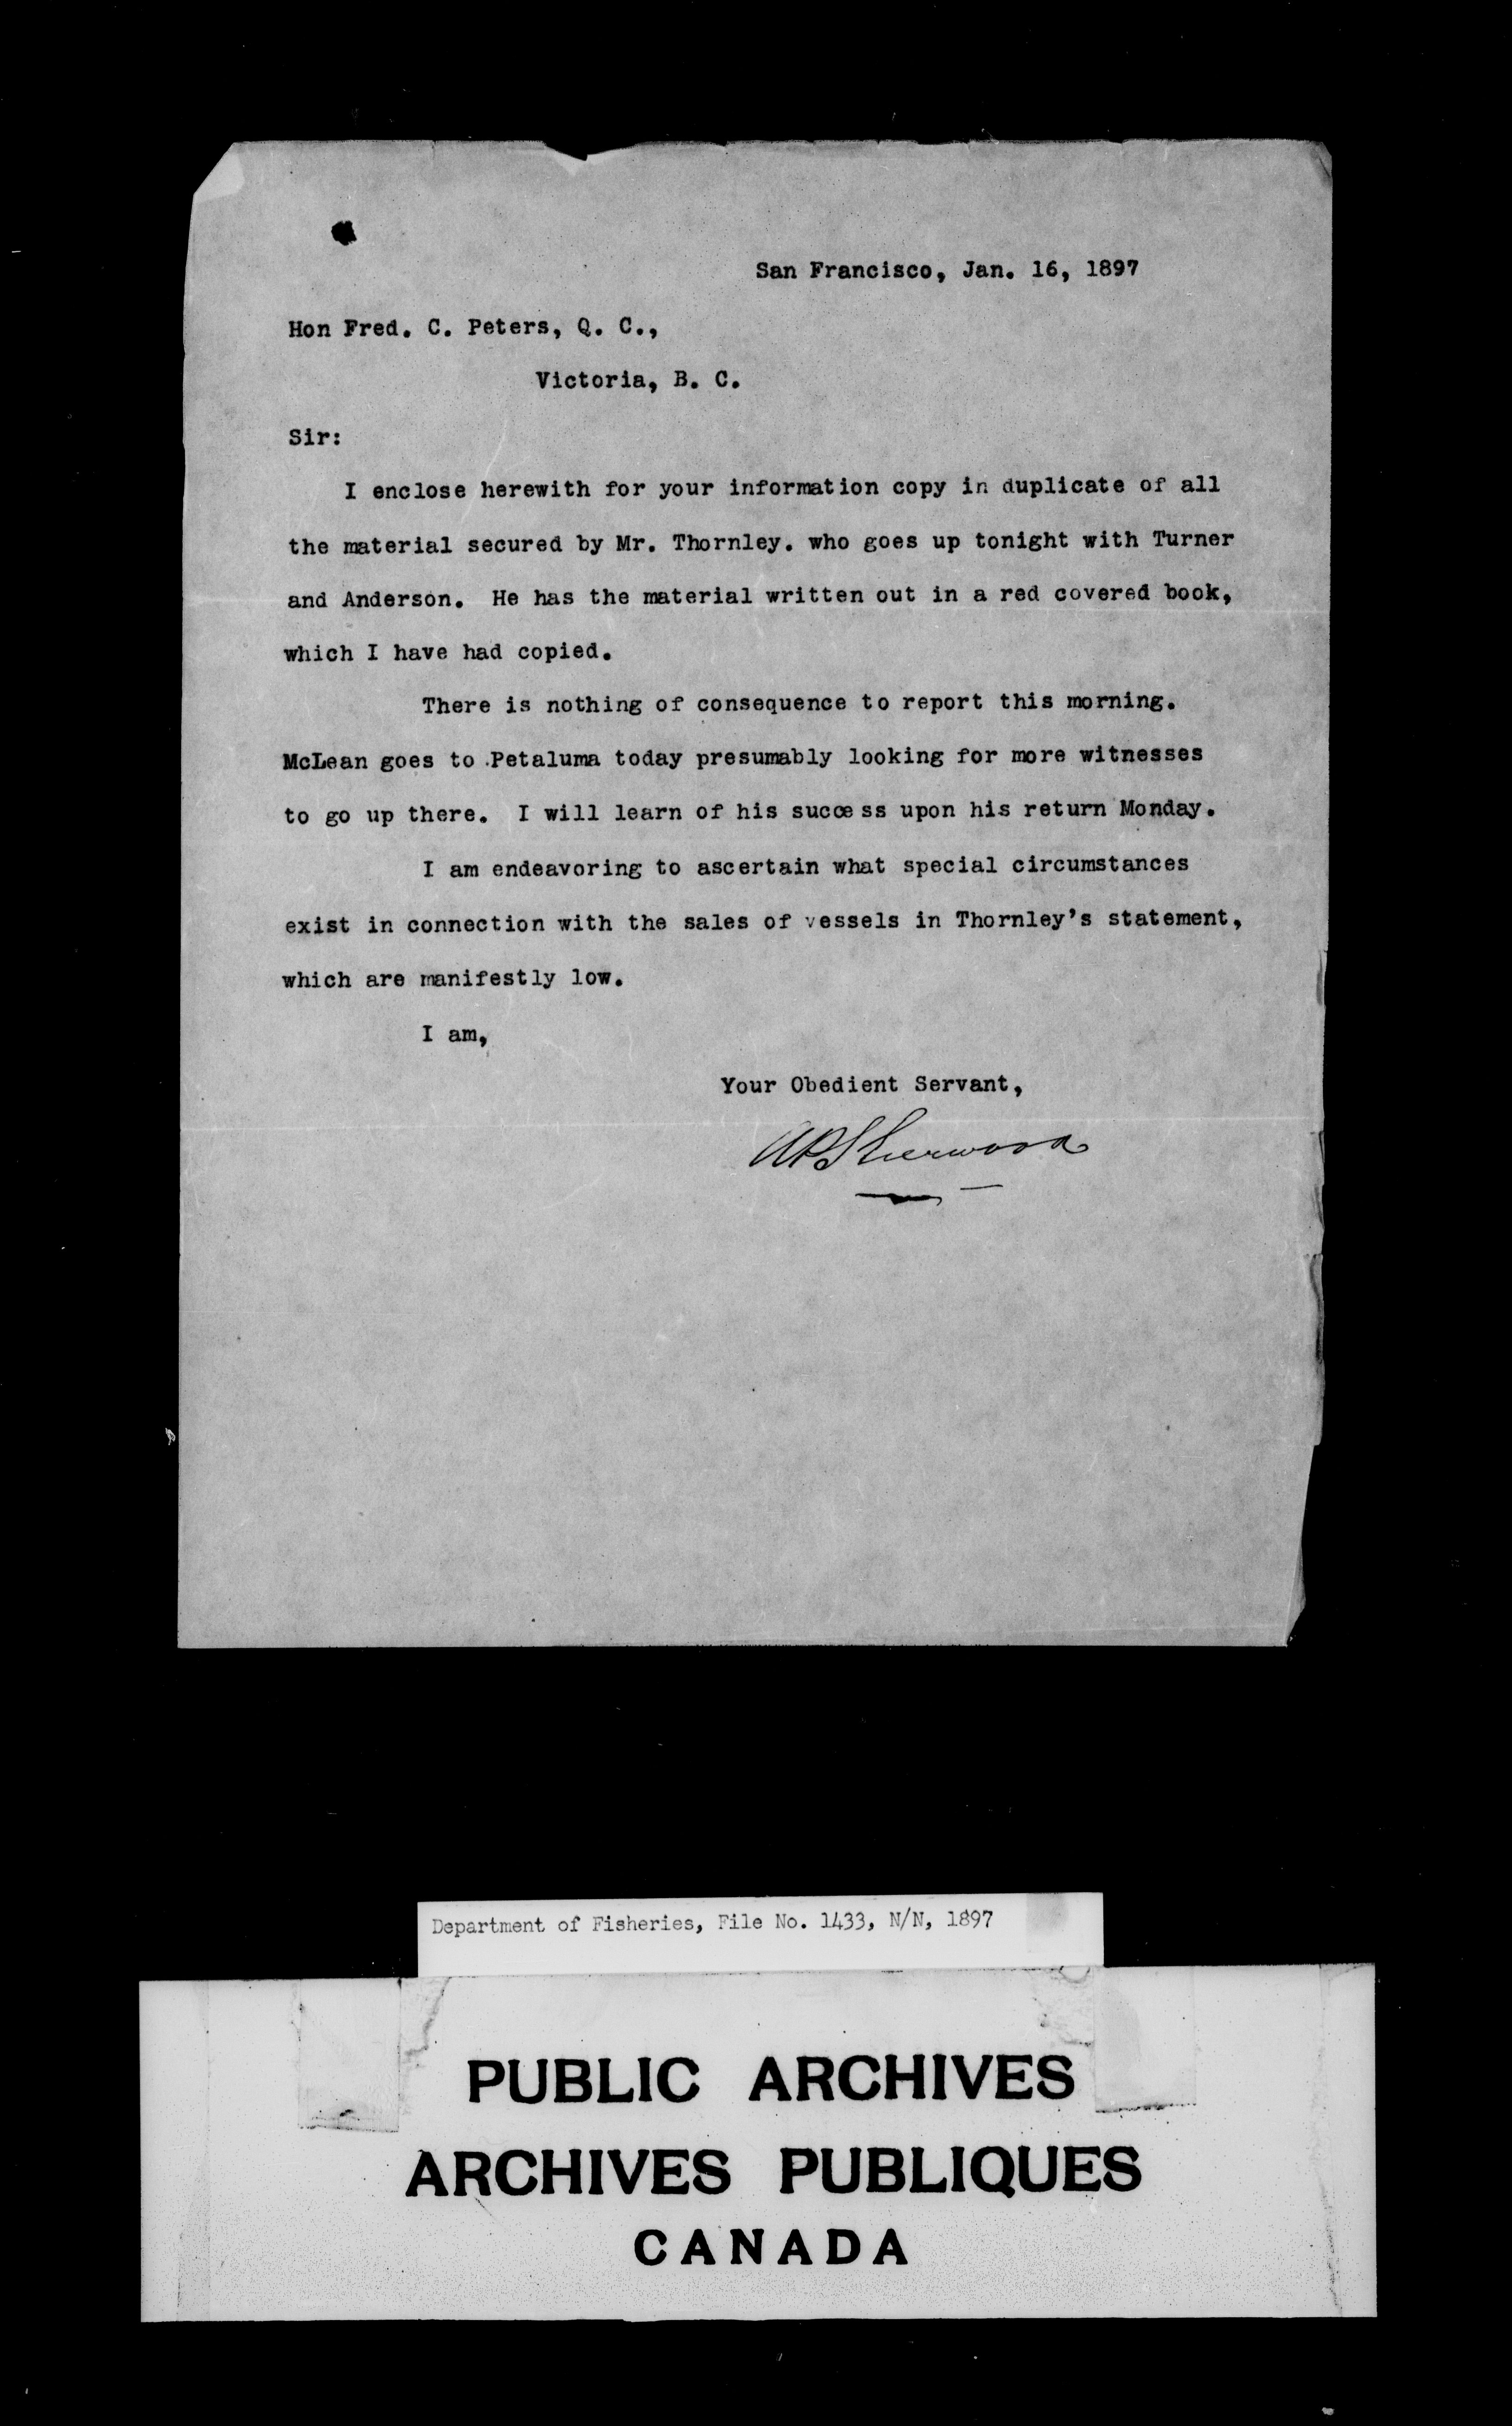 San Francisco, Jan. 16, 1897
Hon Fred. C. Peters, Q. C.,
Victoria, B. C.
Sir:
I enclose herewith for your information copy in duplicate of all
the material secured by Mr. Thornley. who goes up tonight with Turner
and Anderson. He has the material written out in a red covered book,
which I have had copied.
There is nothing of consequence to report this morning.
McLean goes to Petaluma today presumably looking for more witnesses
to go up there. I will learn of his success upon his return Monday.
I am endeavoring to ascertain what special circumstances
exist in connection with the sales of vessels in Thornley's statement,
which are manifestly low.
I am,
Your Obedient Servant,
APSherwood
Department of Fisheries, File No. 1433, N/N, 1897
PUBLIC ARCHIVES
ARCHIVES PUBLIQUES
CANADA